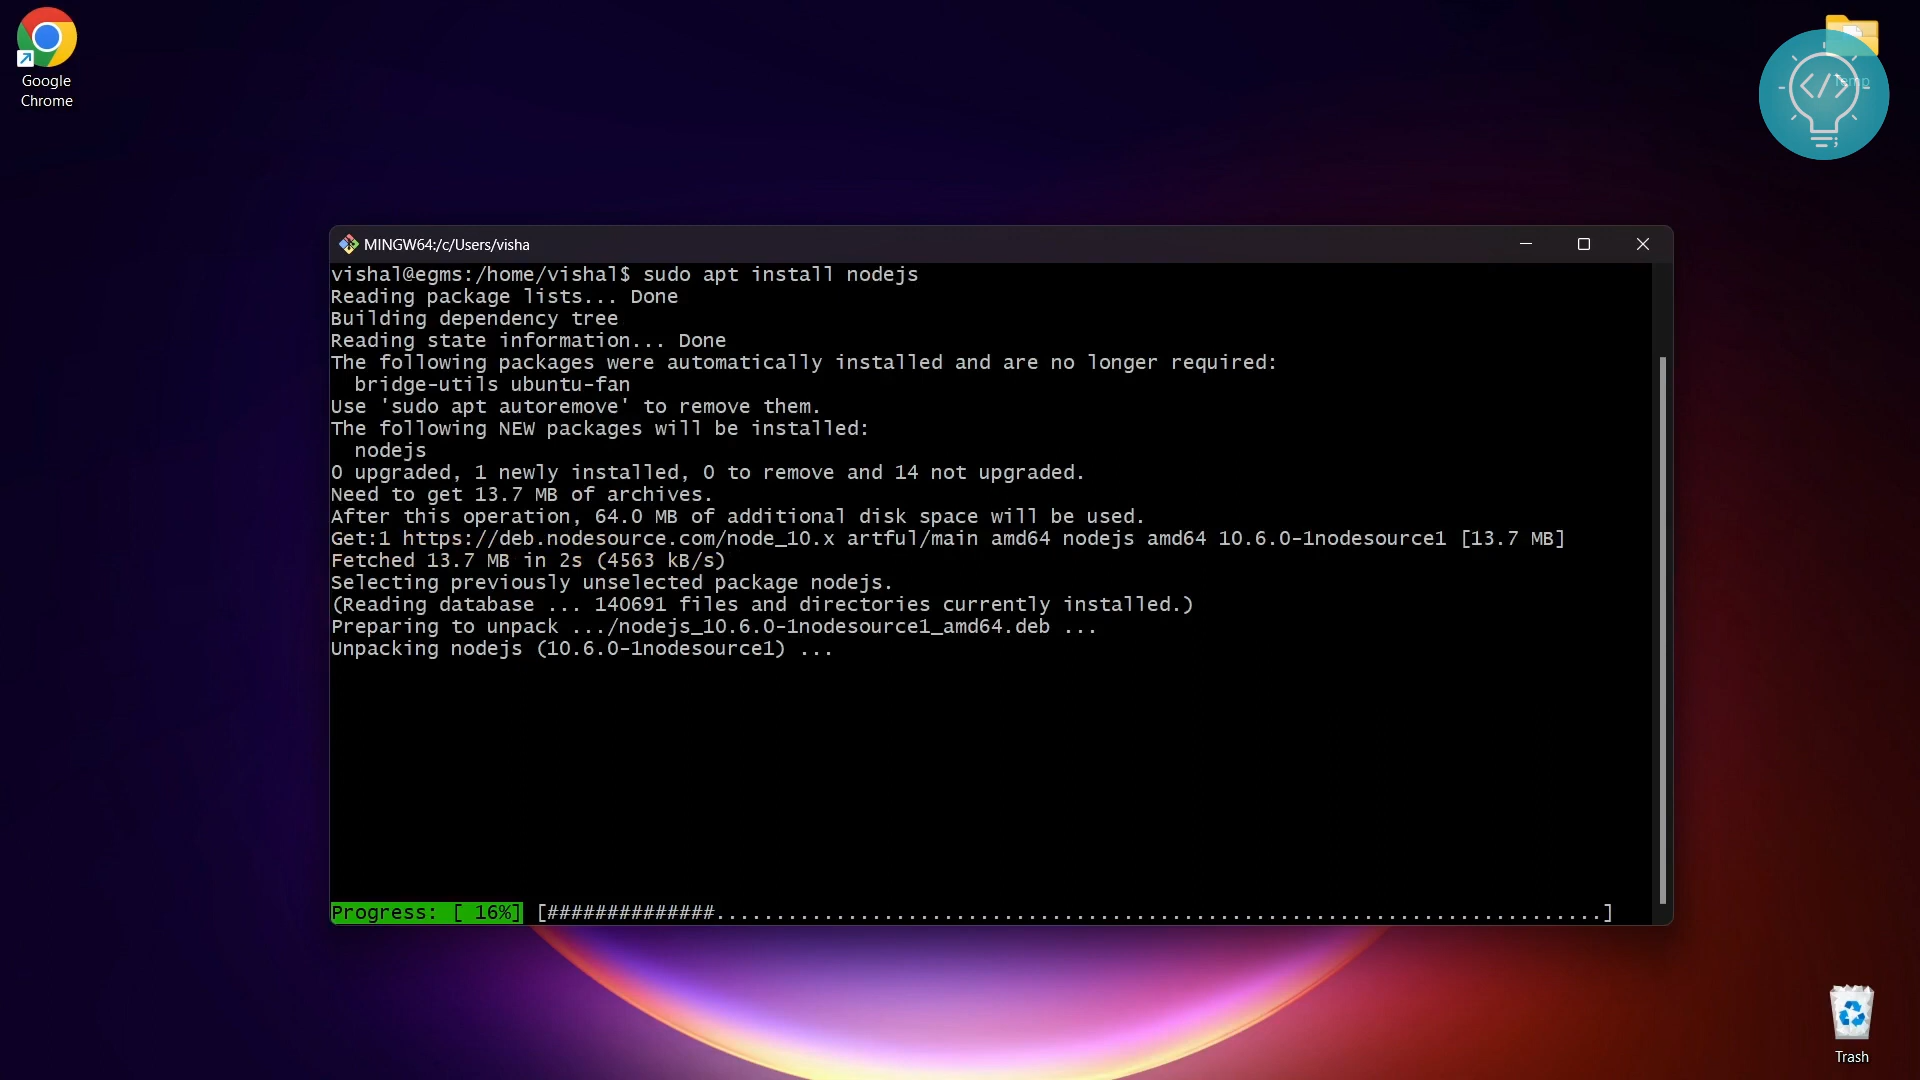 Google
Chrome
Temp
</>
MINGW64:/c/Users/visha
vishal@egms:/home/vishal$ sudo apt install nodejs
Reading package lists... Done
Building dependency tree
Reading state information... Done
The following packages were automatically installed and are no longer required:
  bridge-utils ubuntu-fan
Use 'sudo apt autoremove' to remove them.
The following NEW packages will be installed:
  nodejs
0 upgraded, 1 newly installed, 0 to remove and 14 not upgraded.
Need to get 13.7 MB of archives.
After this operation, 64.0 MB of additional disk space will be used.
Get:1 https://deb.nodesource.com/node_10.x artful/main amd64 nodejs amd64 10.6.0-1nodesource1 [13.7 MB]
Fetched 13.7 MB in 2s (4563 kB/s)
Selecting previously unselected package nodejs.
(Reading database ... 140691 files and directories currently installed.)
Preparing to unpack .../nodejs_10.6.0-1nodesource1_amd64.deb ...
Unpacking nodejs (10.6.0-1nodesource1) ...
Progress: [ 16%] [##############..........................................................................]
Trash